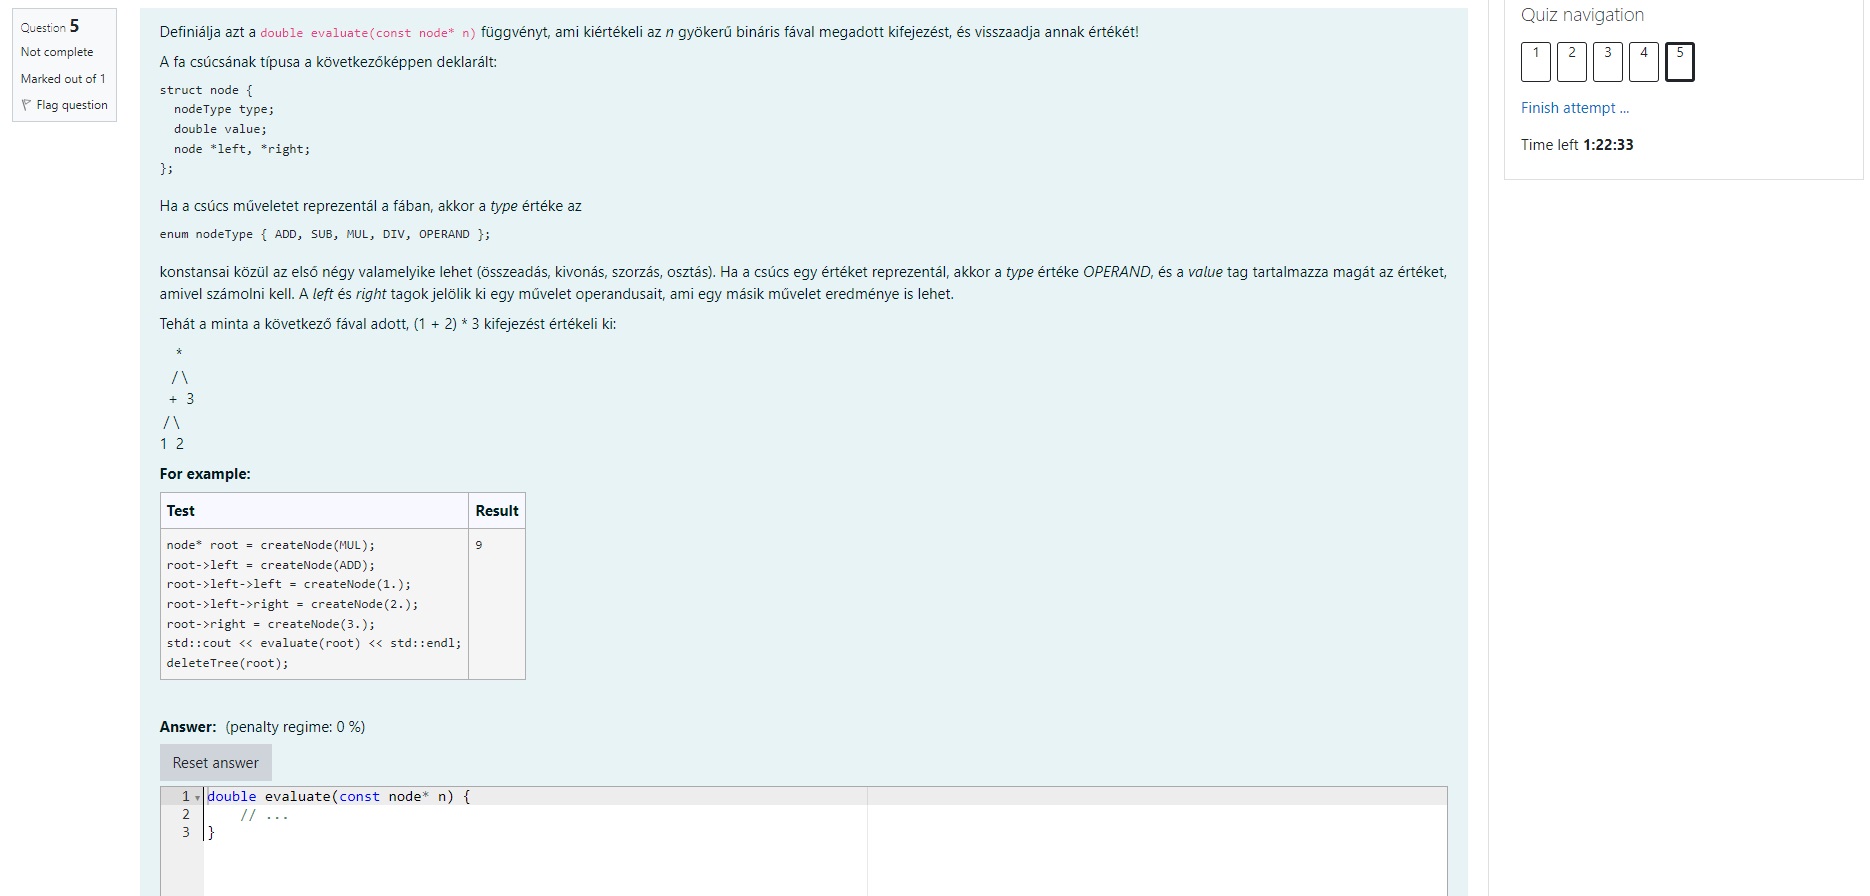 Question 5
Not complete
Marked out of 1
Flag question
Definiálja azt a double evaluate(const node* n) függvényt, ami kiértékeli az n gyökerű bináris fával megadott kifejezést, és visszaadja annak értékét!
A fa csúcsának típusa a következőképpen deklarált:
struct node {
  nodeType type;
  double value;
  node *left, *right;
};
Ha a csúcs műveletet reprezentál a fában, akkor a type értéke az
enum nodeType { ADD, SUB, MUL, DIV, OPERAND };
konstansai közül az első négy valamelyike lehet (összeadás, kivonás, szorzás, osztás). Ha a csúcs egy értéket reprezentál, akkor a type értéke OPERAND, és a value tag tartalmazza magát az értéket,
amivel számolni kell. A left és right tagok jelölik ki egy művelet operandusait, ami egy másik művelet eredménye is lehet.
Tehát a minta a következő fával adott, (1 + 2) * 3 kifejezést értékeli ki:
*
/\
+ 3
/\
1 2
For example:
Test Result
node* root = createNode(MUL); 9
root->left = createNode(ADD);
root->left->left = createNode(1.);
root->left->right = createNode(2.);
root->right = createNode(3.);
std::cout << evaluate(root) << std::endl;
deleteTree(root);
Answer: (penalty regime: 0 %)
Reset answer
1 double evaluate(const node* n) {
2     // ...
3 }
Quiz navigation
1 2 3 4 5
Finish attempt ...
Time left 1:22:33